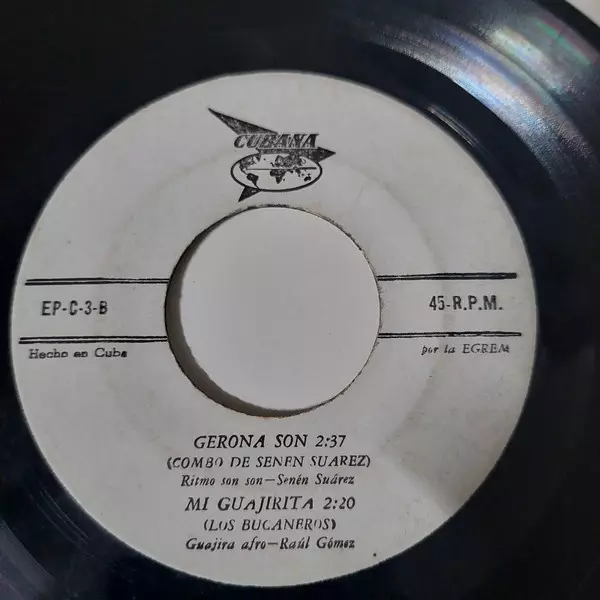 CUBANA
EP-C-3-B
45-R.P.M.
Hecho en Cuba
por la EGREM
GERONA SON 2:37
(COMBO DE SENEN SUAREZ)
Ritmo son son—Senén Suárez
MI GUAJIRITA 2:20
(LOS BUCANEROS)
Guajira afro—Raúl Gómez